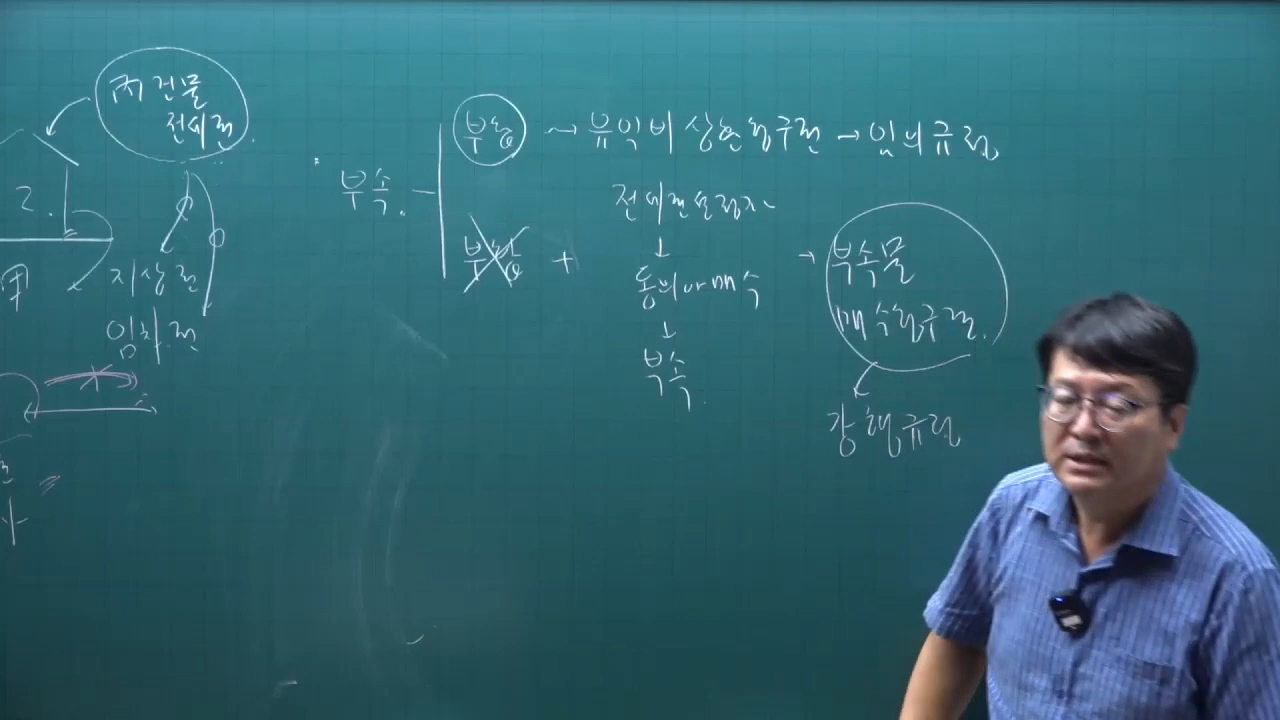 丙 건물
전세권.
2.
甲
지상권
임차권
부속.
부합 → 유익비 상환청구권 → 임의규정
부합 +
전세권설정자
↓
동의 or 매수
↓
부속.
→ 부속물
매수청구권.
강행규정